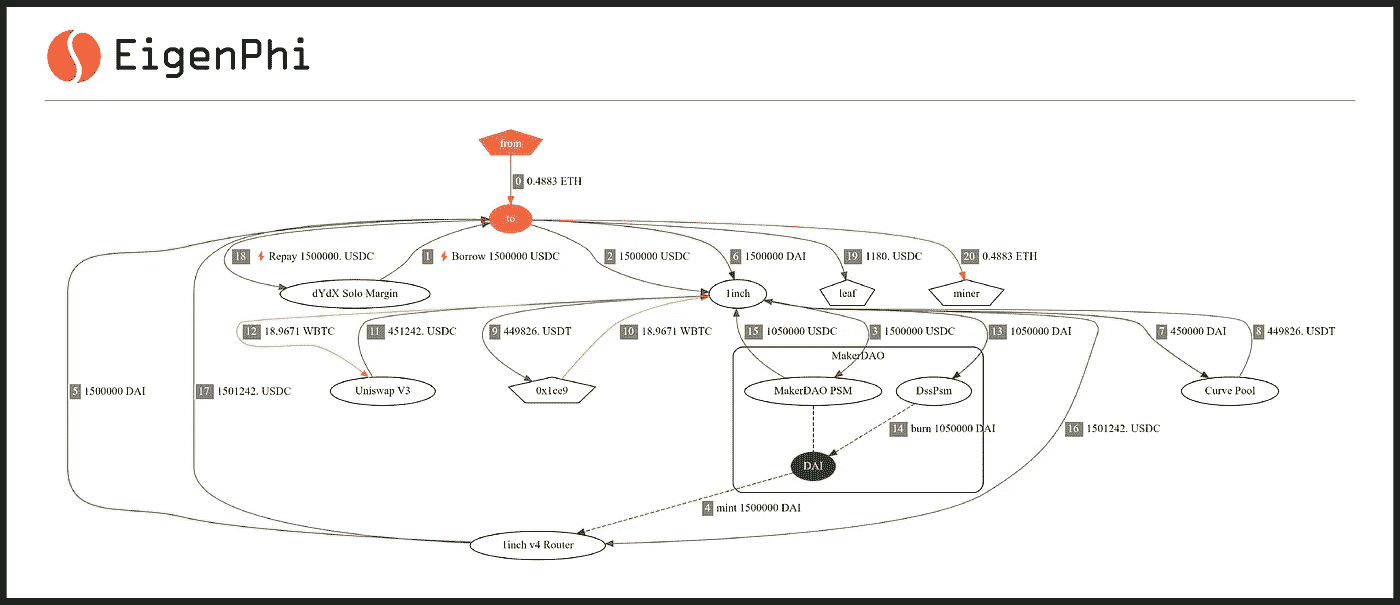 EigenPhi
from
0 0.4883 ETH
to
18 Repay 1500000. USDC
1 Borrow 1500000 USDC
2 1500000 USDC
6 1500000 DAI
19 1180. USDC
20 0.4883 ETH
dYdX Solo Margin
1inch
leaf
miner
12 18.9671 WBTC
11 451242. USDC
9 449826. USDT
10 18.9671 WBTC
15 1050000 USDC
3 1500000 USDC
13 1050000 DAI
7 450000 DAI
8 449826. USDT
MakerDAO
5 1500000 DAI
17 1501242. USDC
Uniswap V3
0x1ce9
MakerDAO PSM
DssPsm
Curve Pool
14 burn 1050000 DAI
16 1501242. USDC
DAI
4 mint 1500000 DAI
1inch v4 Router